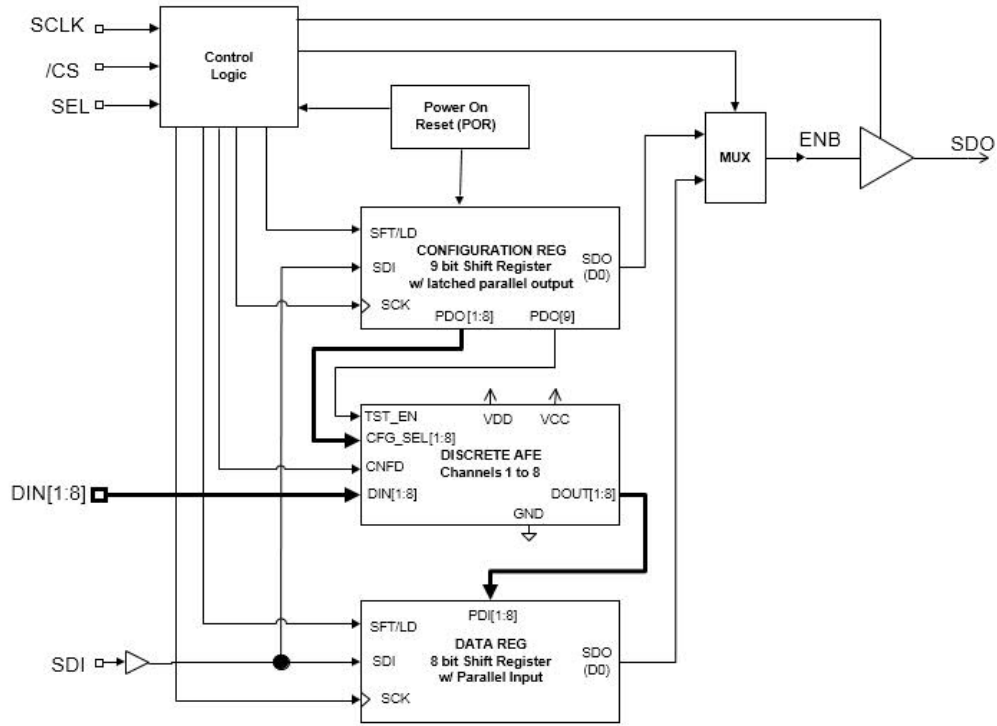 SCLK
/CS
SEL
Control
Logic
Power On
Reset (POR)
MUX
ENB
SDO
SFT/LD
CONFIGURATION REG
SDI
9 bit Shift Register
SDO
w/ latched parallel output
(D0)
SCK
PDO[1:8]
PDO[9]
TST_EN
VDD
VCC
CFG_SEL[1:8]
DISCRETE AFE
CNFD
Channels 1 to 8
DIN[1:8]
DIN[1:8]
DOUT[1:8]
GND
PDI[1:8]
SFT/LD
DATA REG
SDI
SDI
8 bit Shift Register
SDO
w/ Parallel Input
(D0)
SCK